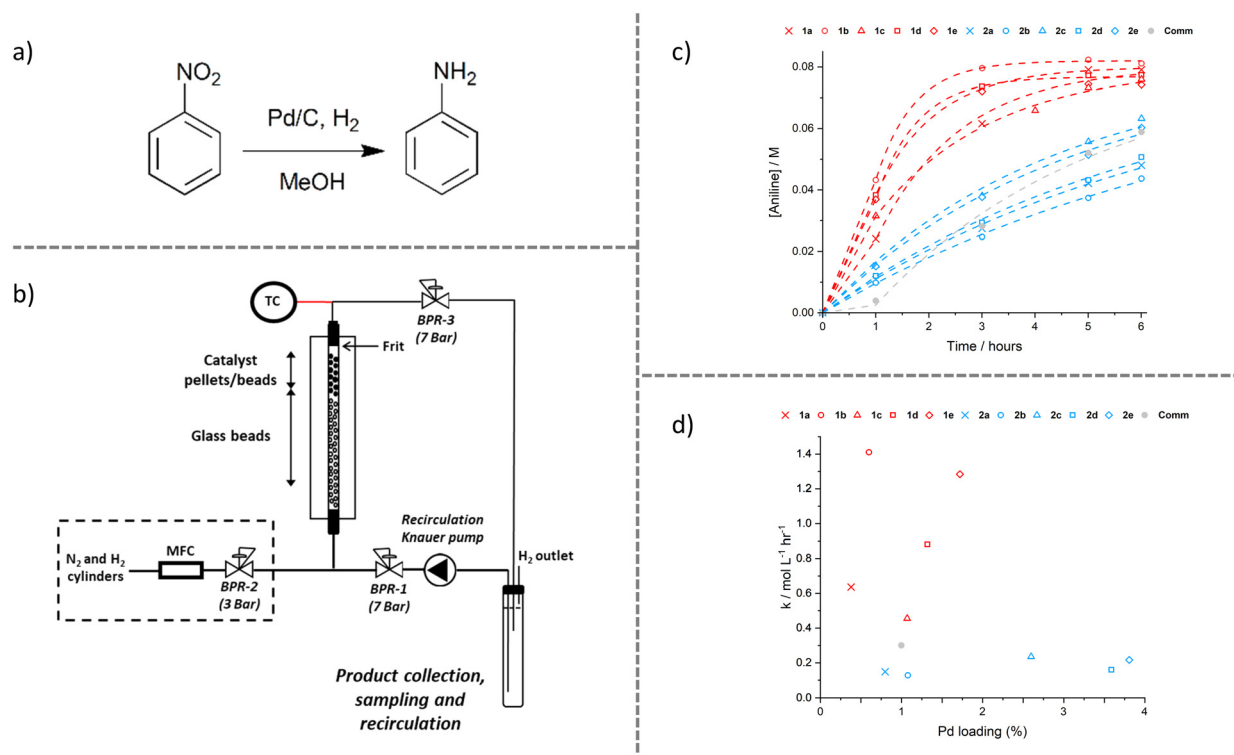 a)
NO₂
NH₂
Pd/C, H₂
MeOH
b)
TC
BPR-3
(7 Bar)
Frit
Catalyst
pellets/beads
Glass beads
Recirculation
Knauer pump
N₂ and H₂
cylinders
MFC
BPR-2
(3 Bar)
BPR-1
(7 Bar)
H₂ outlet
Product collection,
sampling and
recirculation
c)
1a 1b 1c 1d 1e 2a 2b 2c 2d 2e Comm
[Aniline] / M
0.08
0.06
0.04
0.02
0.00
0 1 2 3 4 5 6
Time / hours
d)
1a 1b 1c 1d 1e 2a 2b 2c 2d 2e Comm
k / mol L⁻¹ hr⁻¹
1.4
1.2
1.0
0.8
0.6
0.4
0.2
0.0
0 1 2 3 4
Pd loading (%)